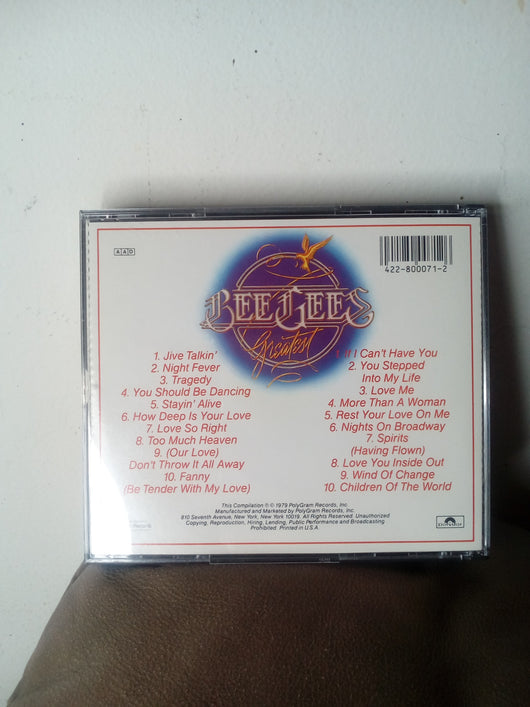 AAD
422-800071-2
BEE GEES
Greatest
1. Jive Talkin'
2. Night Fever
3. Tragedy
4. You Should Be Dancing
5. Stayin' Alive
6. How Deep Is Your Love
7. Love So Right
8. Too Much Heaven
9. (Our Love)
Don't Throw It All Away
10. Fanny
(Be Tender With My Love)
1. If I Can't Have You
2. You Stepped
Into My Life
3. Love Me
4. More Than A Woman
5. Rest Your Love On Me
6. Nights On Broadway
7. Spirits
(Having Flown)
8. Love You Inside Out
9. Wind Of Change
10. Children Of The World
This Compilation ℗ © 1979 PolyGram Records, Inc.
Manufactured and Marketed by PolyGram Records, Inc.
810 Seventh Avenue, New York, New York 10019. All Rights Reserved. Unauthorized
Copying, Reproduction, Hiring, Lending, Public Performance and Broadcasting
Prohibited. Printed in U.S.A.